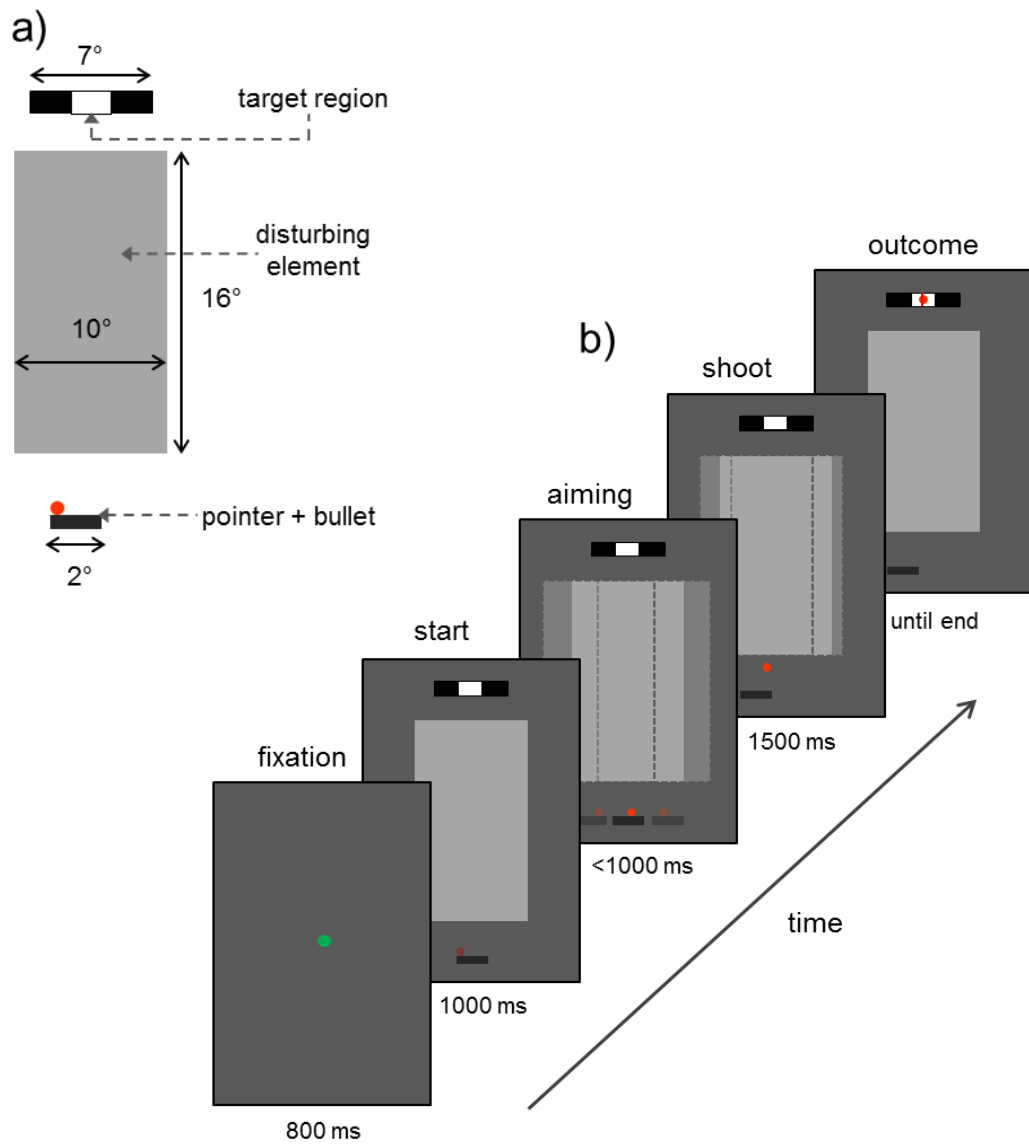 a)
7°
target region
disturbing
element
16°
10°
pointer + bullet
2°
b)
outcome
shoot
aiming
start
fixation
until end
1500 ms
<1000 ms
1000 ms
800 ms
time